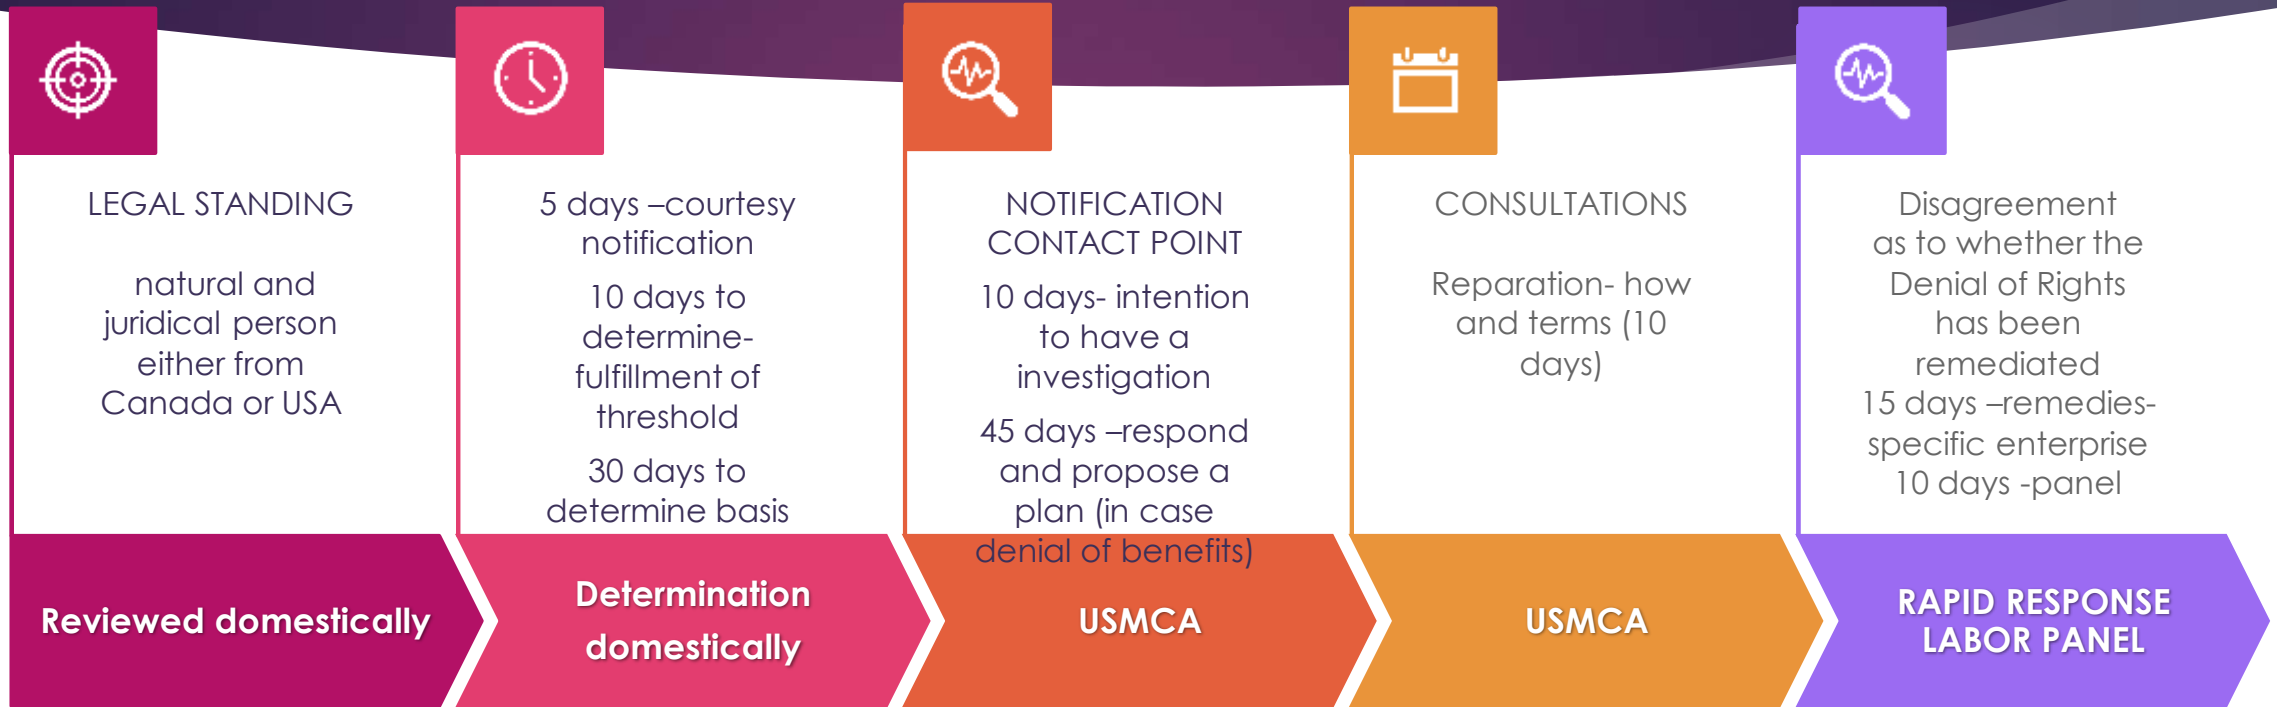 LEGAL STANDING
natural and
juridical person
either from
Canada or USA
Reviewed domestically
5 days –courtesy
notification
10 days to
determine-
fulfillment of
threshold
30 days to
determine basis
Determination
domestically
NOTIFICATION
CONTACT POINT
10 days- intention
to have a
investigation
45 days –respond
and propose a
plan (in case
denial of benefits)
USMCA
CONSULTATIONS
Reparation- how
and terms (10
days)
USMCA
Disagreement
as to whether the
Denial of Rights
has been
remediated
15 days –remedies-
specific enterprise
10 days -panel
RAPID RESPONSE
LABOR PANEL